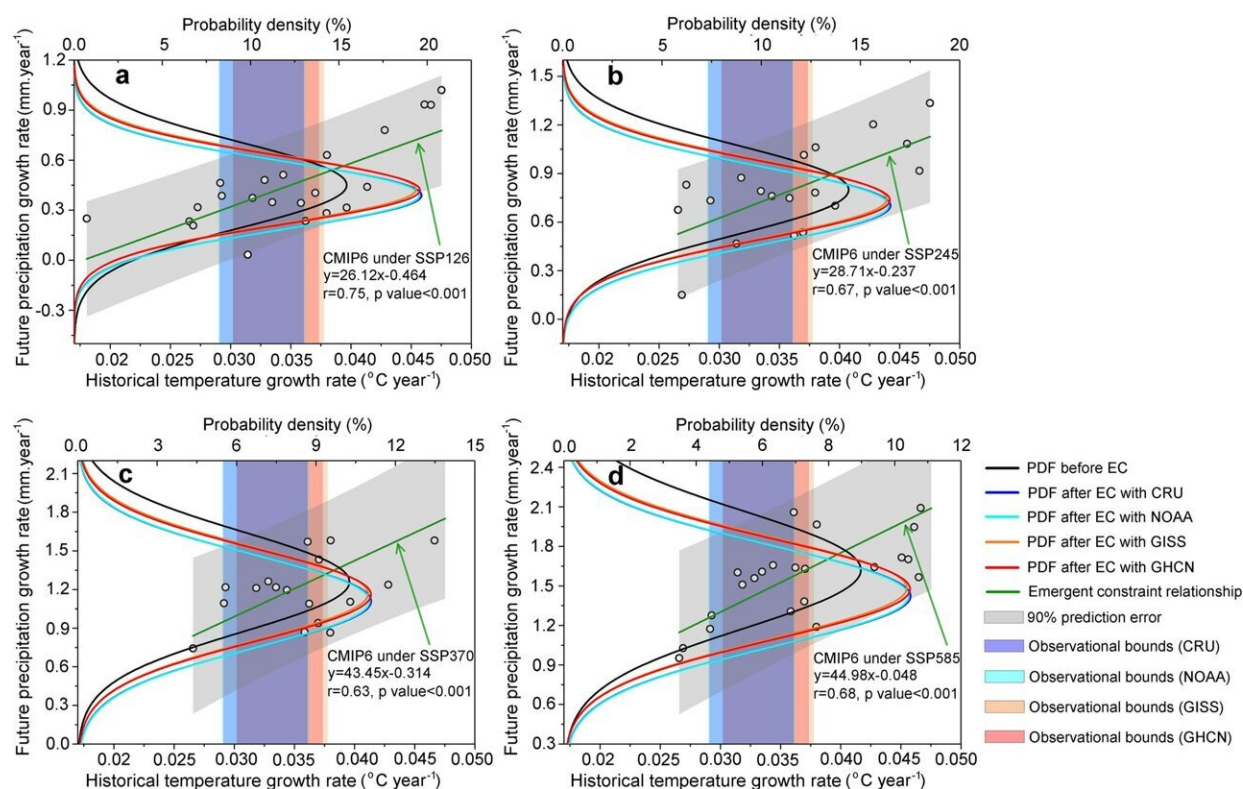 Probability density (%)
0.0 5 10 15 20
a
Future precipitation growth rate (mm.year-1)
1.2
0.9
0.6
0.3
0.0
-0.3
CMIP6 under SSP126
y=26.12x-0.464
r=0.75, p value<0.001
0.02 0.025 0.030 0.035 0.040 0.045 0.050
Historical temperature growth rate (°C year-1)
Probability density (%)
0.0 5 10 15 20
b
Future precipitation growth rate (mm.year-1)
1.5
1.2
0.9
0.6
0.3
0.0
CMIP6 under SSP245
y=28.71x-0.237
r=0.67, p value<0.001
0.02 0.025 0.030 0.035 0.040 0.045 0.050
Historical temperature growth rate (°C year-1)
Probability density (%)
0.0 3 6 9 12 15
c
Future precipitation growth rate (mm.year-1)
2.1
1.8
1.5
1.2
0.9
0.6
0.3
0.0
CMIP6 under SSP370
y=43.45x-0.314
r=0.63, p value<0.001
0.02 0.025 0.030 0.035 0.040 0.045 0.050
Historical temperature growth rate (°C year-1)
Probability density (%)
0.0 2 4 6 8 10 12
d
Future precipitation growth rate (mm.year-1)
2.4
2.1
1.8
1.5
1.2
0.9
0.6
0.3
CMIP6 under SSP585
y=44.98x-0.048
r=0.68, p value<0.001
0.02 0.025 0.030 0.035 0.040 0.045 0.050
Historical temperature growth rate (°C year-1)
PDF before EC
PDF after EC with CRU
PDF after EC with NOAA
PDF after EC with GISS
PDF after EC with GHCN
Emergent constraint relationship
90% prediction error
Observational bounds (CRU)
Observational bounds (NOAA)
Observational bounds (GISS)
Observational bounds (GHCN)